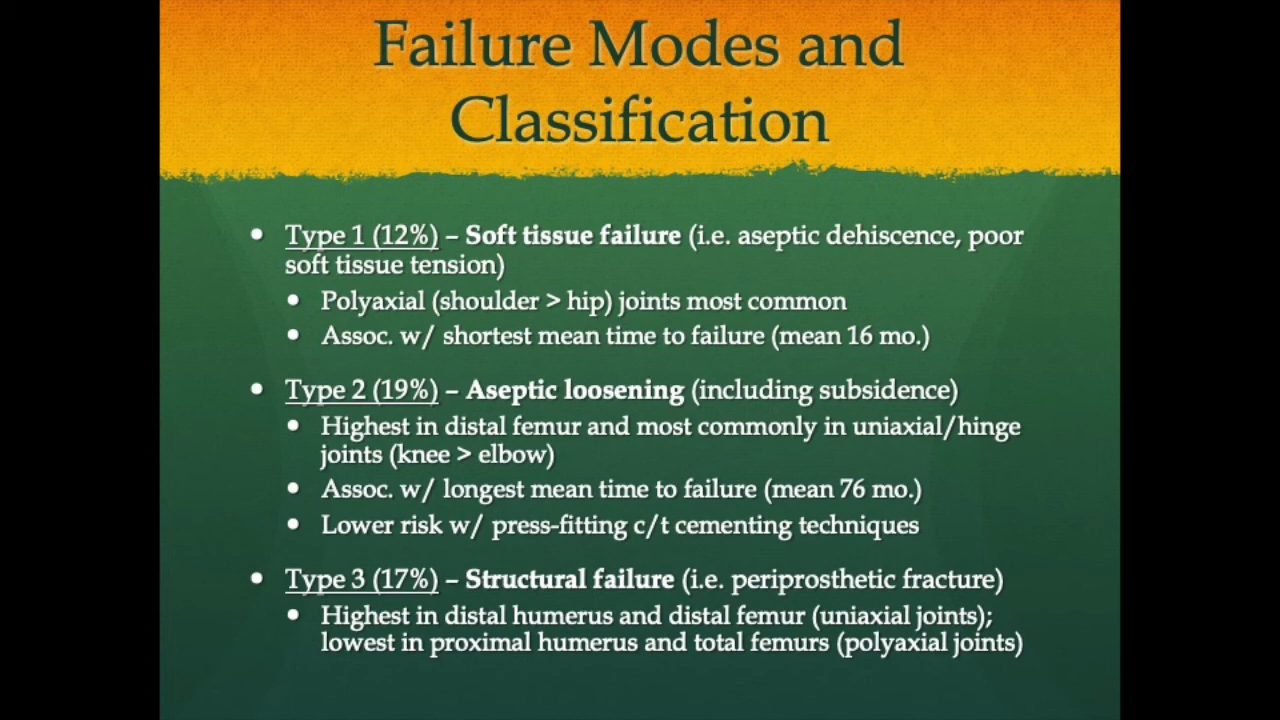 Failure Modes and
Classification
• Type 1 (12%) – Soft tissue failure (i.e. aseptic dehiscence, poor
soft tissue tension)
• Polyaxial (shoulder > hip) joints most common
• Assoc. w/ shortest mean time to failure (mean 16 mo.)
• Type 2 (19%) – Aseptic loosening (including subsidence)
• Highest in distal femur and most commonly in uniaxial/hinge
joints (knee > elbow)
• Assoc. w/ longest mean time to failure (mean 76 mo.)
• Lower risk w/ press-fitting c/t cementing techniques
• Type 3 (17%) – Structural failure (i.e. periprosthetic fracture)
• Highest in distal humerus and distal femur (uniaxial joints);
lowest in proximal humerus and total femurs (polyaxial joints)